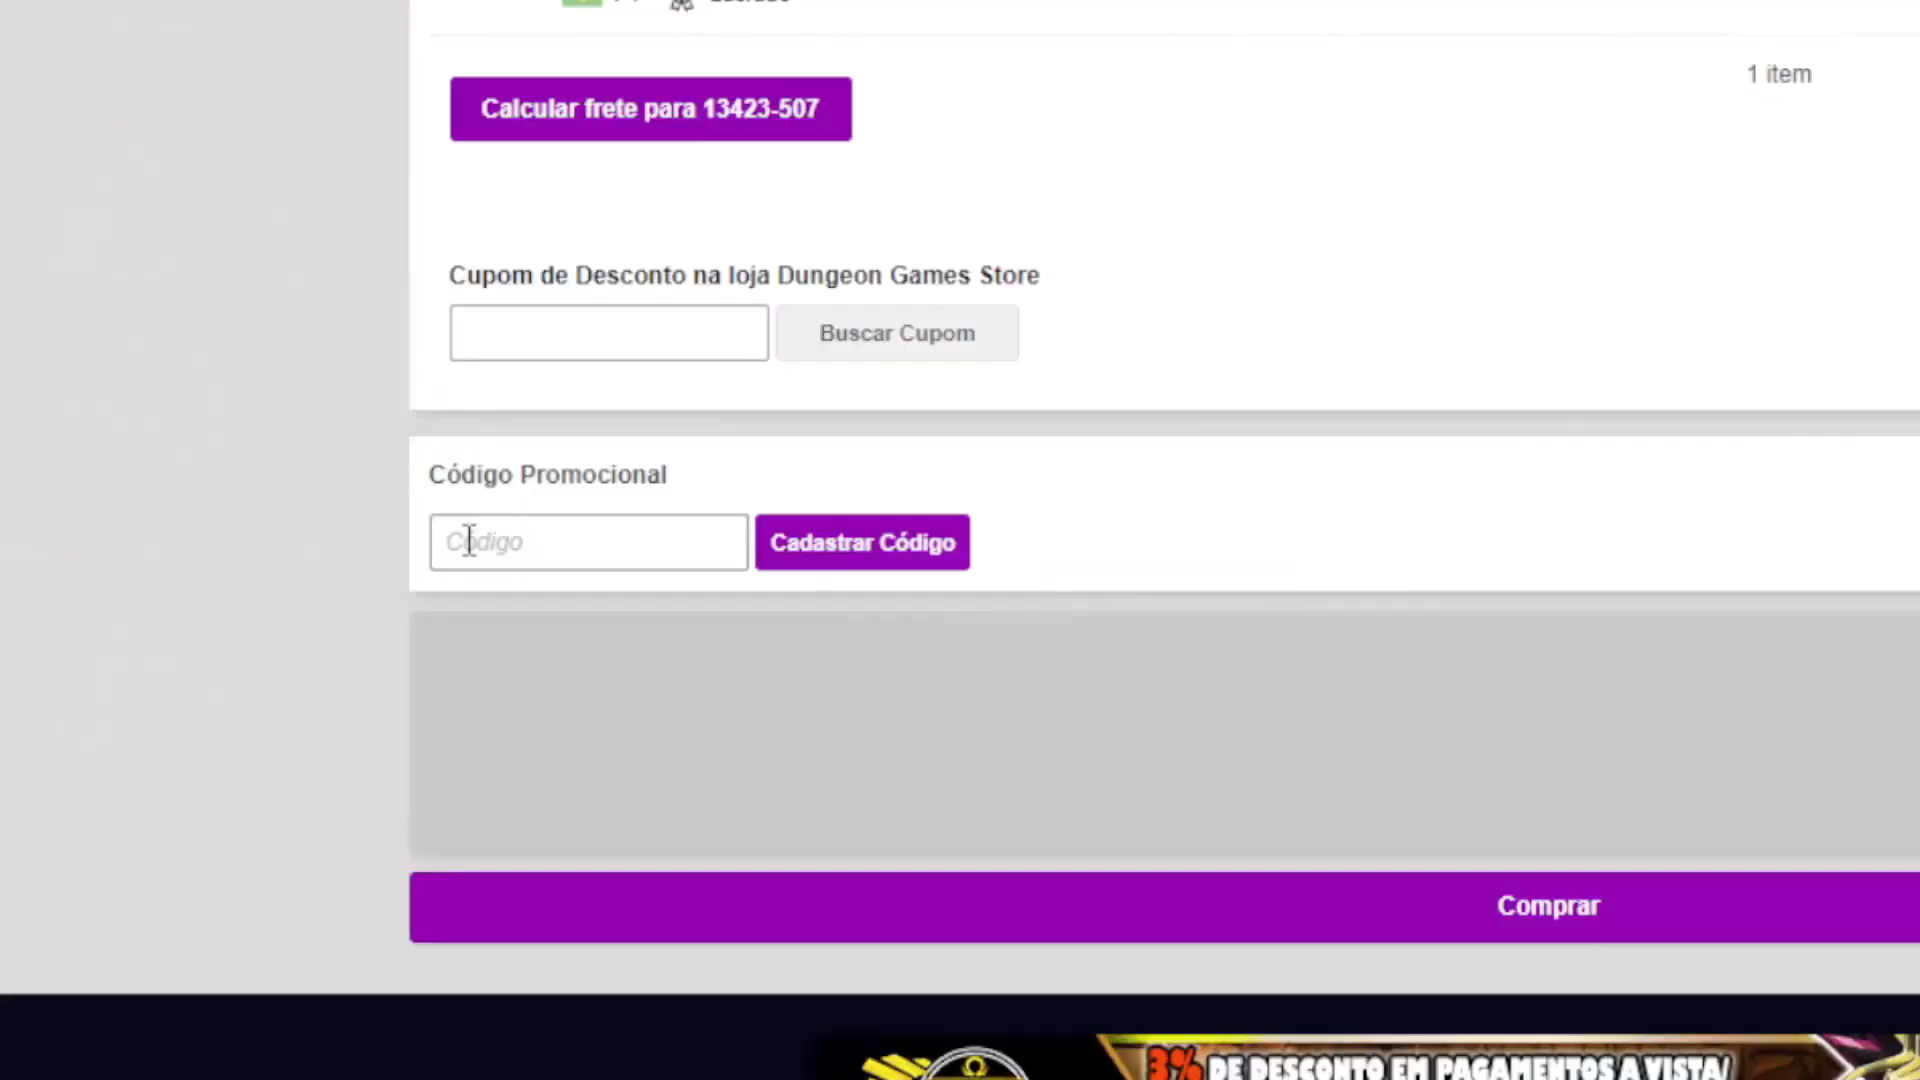 1 item
Calcular frete para 13423-507
Cupom de Desconto na loja Dungeon Games Store
Buscar Cupom
Código Promocional
Código
Cadastrar Código
Comprar
3% DE DESCONTO EM PAGAMENTOS A VISTA!